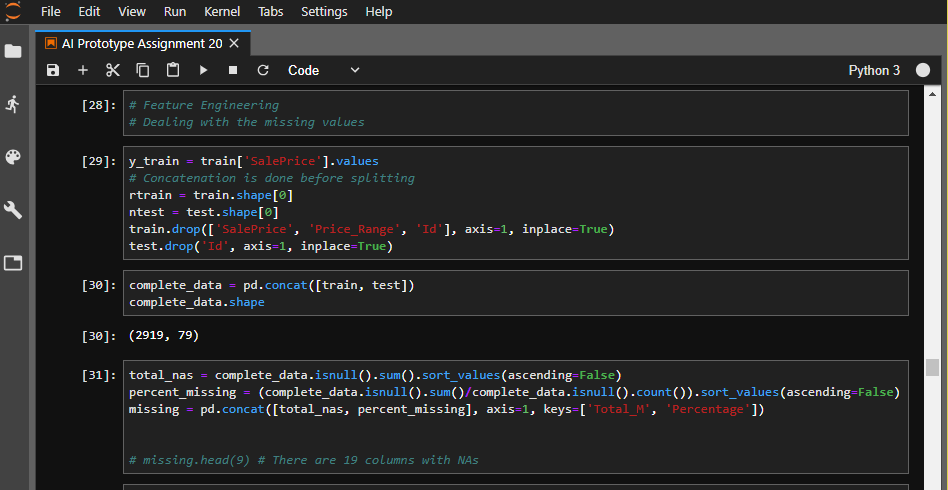 File Edit View Run Kernel Tabs Settings Help
AI Prototype Assignment 20
Code
Python 3
[28]:
# Feature Engineering
# Dealing with the missing values
[29]:
y_train = train['SalePrice'].values
# Concatenation is done before splitting
rtrain = train.shape[0]
ntest = test.shape[0]
train.drop(['SalePrice', 'Price_Range', 'Id'], axis=1, inplace=True)
test.drop('Id', axis=1, inplace=True)
[30]:
complete_data = pd.concat([train, test])
complete_data.shape
[30]:
(2919, 79)
[31]:
total_nas = complete_data.isnull().sum().sort_values(ascending=False)
percent_missing = (complete_data.isnull().sum()/complete_data.isnull().count()).sort_values(ascending=False)
missing = pd.concat([total_nas, percent_missing], axis=1, keys=['Total_M', 'Percentage'])
# missing.head(9) # There are 19 columns with NAs